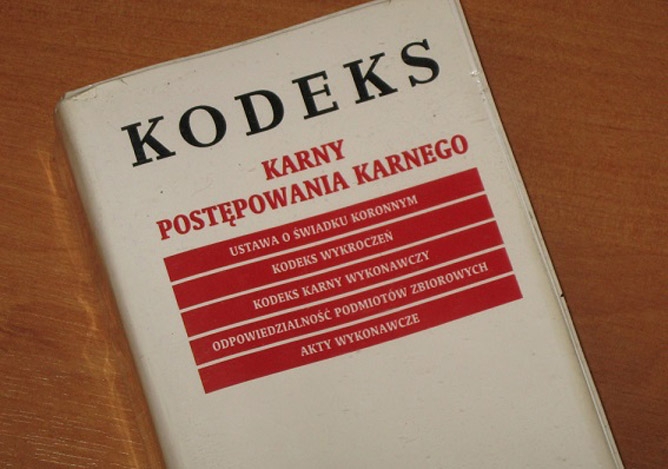 KODEKS
KARNY
POSTĘPOWANIA KARNEGO
USTAWA O ŚWIADKU KORONNYM
KODEKS WYKROCZEŃ
KODEKS KARNY WYKONAWCZY
ODPOWIEDZIALNOŚĆ PODMIOTÓW ZBIOROWYCH
AKTY WYKONAWCZE